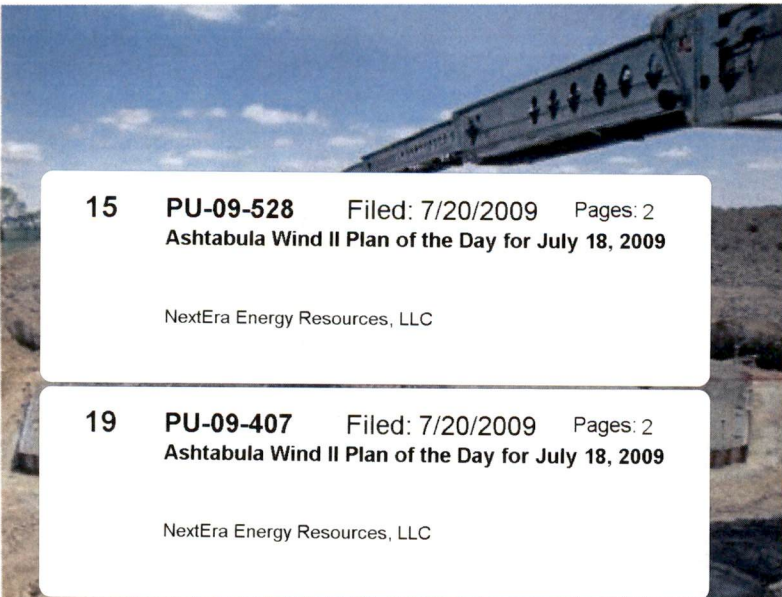 15 PU-09-528 Filed: 7/20/2009 Pages: 2
Ashtabula Wind II Plan of the Day for July 18, 2009
NextEra Energy Resources, LLC
19 PU-09-407 Filed: 7/20/2009 Pages: 2
Ashtabula Wind II Plan of the Day for July 18, 2009
NextEra Energy Resources, LLC